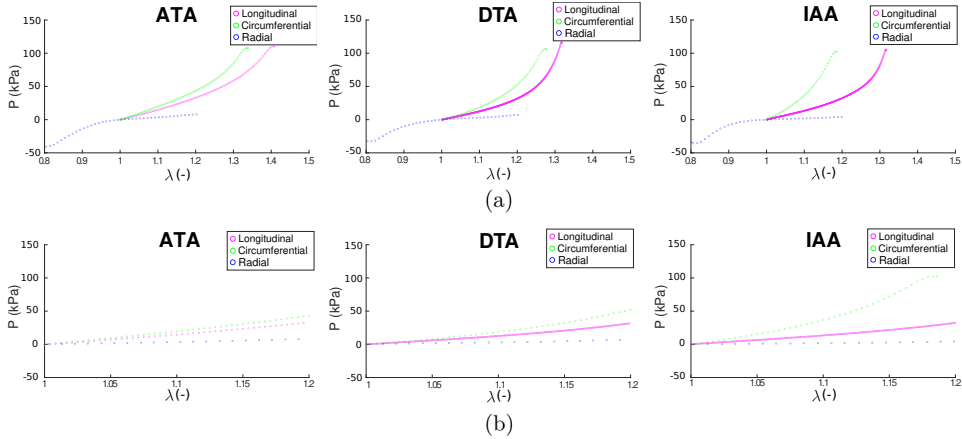 ATA
DTA
IAA
Longitudinal
Circumferential
Radial
Longitudinal
Circumferential
Radial
Longitudinal
Circumferential
Radial
P (kPa)
150
100
50
0
-50
P (kPa)
150
100
50
0
-50
P (kPa)
150
100
50
0
-50
0.8 0.9 1 1.1 1.2 1.3 1.4 1.5
0.8 0.9 1 1.1 1.2 1.3 1.4 1.5
0.8 0.9 1 1.1 1.2 1.3 1.4 1.5
λ (-)
λ (-)
λ (-)
(a)
ATA
DTA
IAA
Longitudinal
Circumferential
Radial
Longitudinal
Circumferential
Radial
Longitudinal
Circumferential
Radial
P (kPa)
150
100
50
0
-50
P (kPa)
150
100
50
0
-50
P (kPa)
150
100
50
0
-50
1 1.05 1.1 1.15 1.2
1 1.05 1.1 1.15 1.2
1 1.05 1.1 1.15 1.2
λ (-)
λ (-)
λ (-)
(b)